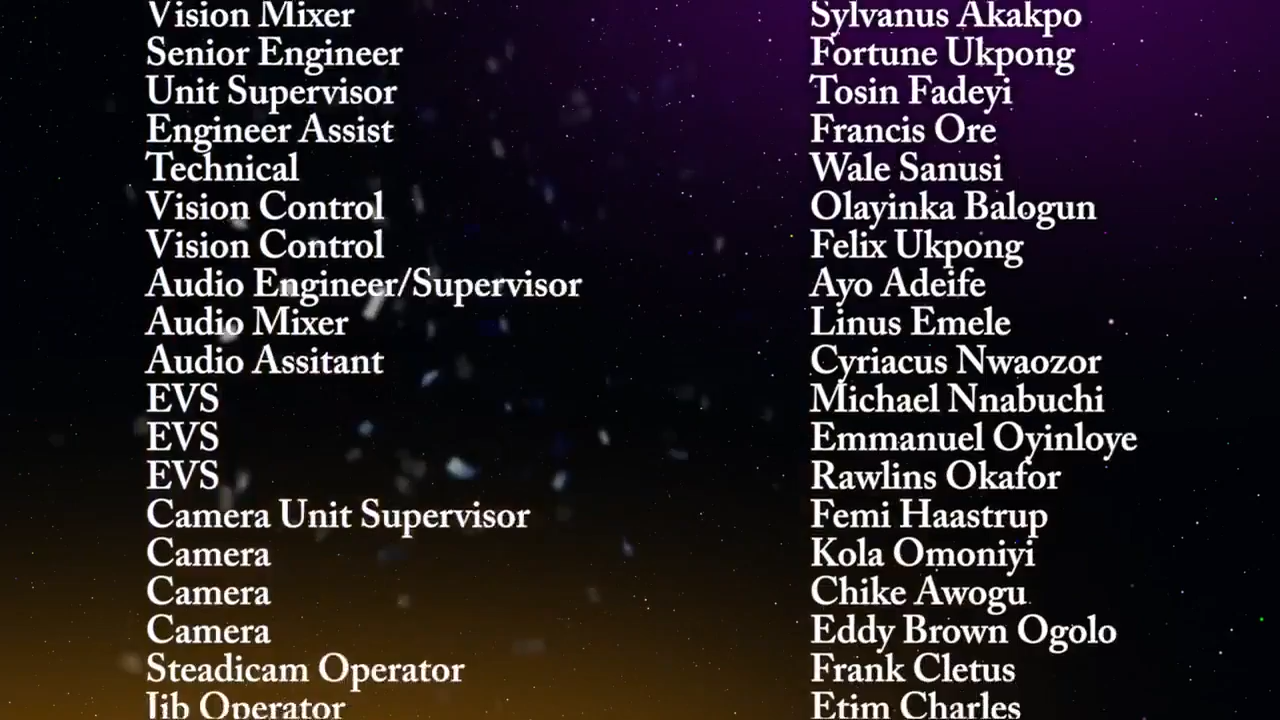 Vision Mixer Sylvanus Akakpo
Senior Engineer Fortune Ukpong
Unit Supervisor Tosin Fadeyi
Engineer Assist Francis Ore
Technical Wale Sanusi
Vision Control Olayinka Balogun
Vision Control Felix Ukpong
Audio Engineer/Supervisor Ayo Adeife
Audio Mixer Linus Emele
Audio Assitant Cyriacus Nwaozor
EVS Michael Nnabuchi
EVS Emmanuel Oyinloye
EVS Rawlins Okafor
Camera Unit Supervisor Femi Haastrup
Camera Kola Omoniyi
Camera Chike Awogu
Camera Eddy Brown Ogolo
Steadicam Operator Frank Cletus
Jib Operator Etim Charles